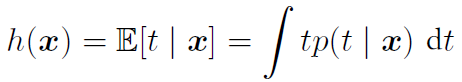 h(x) = 𝔼[t | x] = ∫ tp(t | x) dt